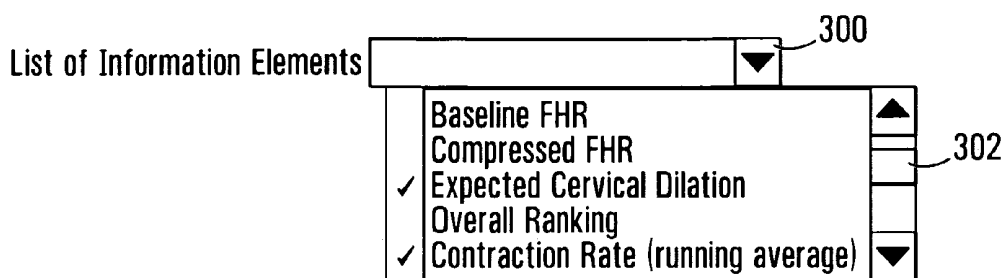 300
List of Information Elements
Baseline FHR
Compressed FHR
302
✓ Expected Cervical Dilation
Overall Ranking
✓ Contraction Rate (running average)